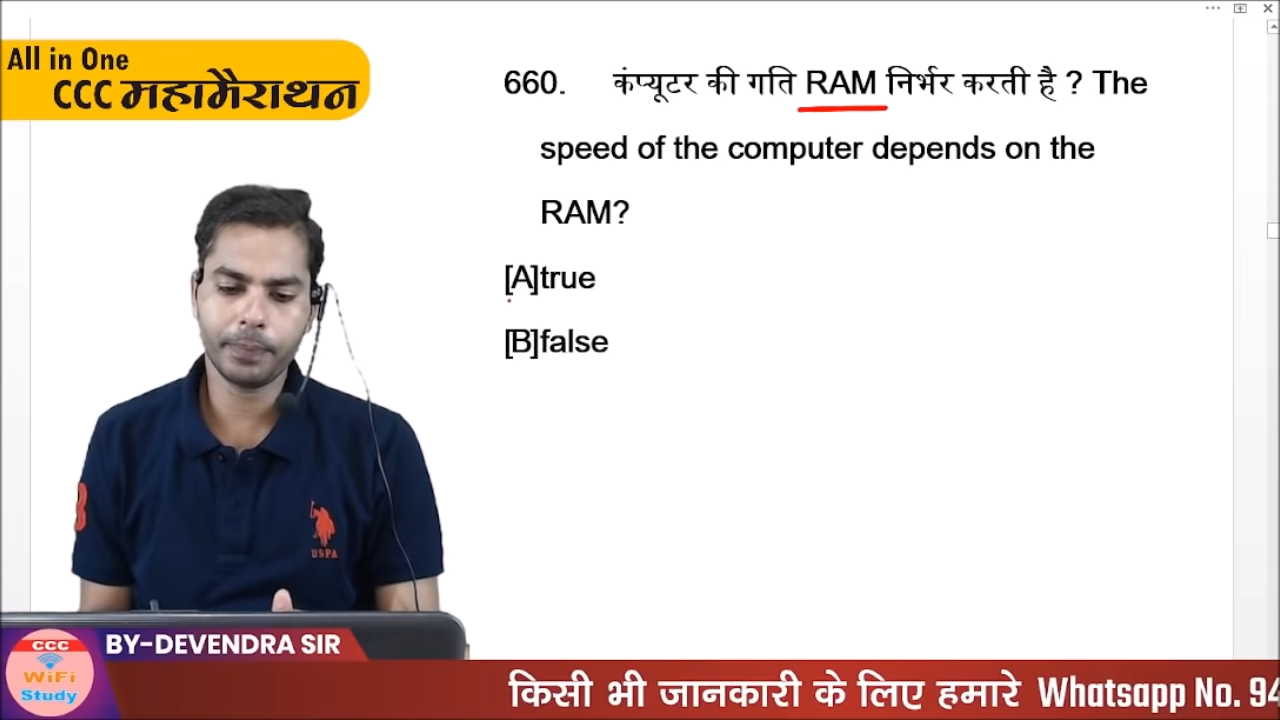 All in One
CCC महामैराथन
660. कंप्यूटर की गति RAM निर्भर करती है ? The
speed of the computer depends on the
RAM?
[A]true
[B]false
USPA
CCC
WiFi
Study
BY-DEVENDRA SIR
किसी भी जानकारी के लिए हमारे Whatsapp No. 94